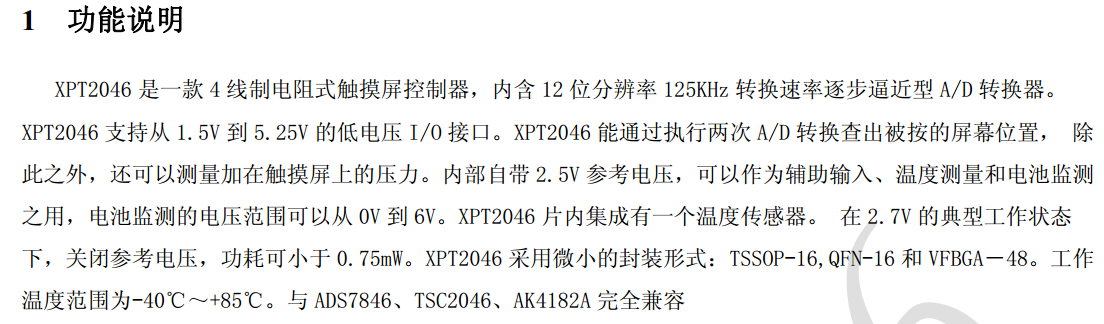 1 功能说明
XPT2046 是一款 4 线制电阻式触摸屏控制器，内含 12 位分辨率 125KHz 转换速率逐步逼近型 A/D 转换器。
XPT2046 支持从 1.5V 到 5.25V 的低电压 I/O 接口。XPT2046 能通过执行两次 A/D 转换查出被按的屏幕位置， 除
此之外，还可以测量加在触摸屏上的压力。内部自带 2.5V 参考电压，可以作为辅助输入、温度测量和电池监测
之用，电池监测的电压范围可以从 0V 到 6V。XPT2046 片内集成有一个温度传感器。 在 2.7V 的典型工作状态
下，关闭参考电压，功耗可小于 0.75mW。XPT2046 采用微小的封装形式：TSSOP-16,QFN-16 和 VFBGA－48。工作
温度范围为-40℃～+85℃。与 ADS7846、TSC2046、AK4182A 完全兼容